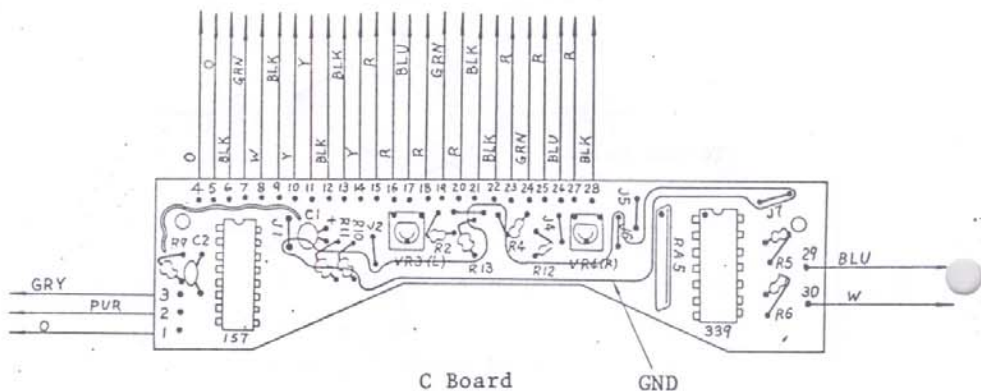 O GRN BLK Y BLK R BLU GRN BLK R R R
O BLK W Y BLK Y R R R BLK GRN BLU BLK
4 5 6 7 8 9 10 11 12 13 14 15 16 17 18 19 20 21 22 23 24 25 26 27 28
C1 J5
J1 + R10 R11 J2 R2 R4 J4 J6 J7
R9 C2 VR3(L) R13 R12 VR4(R) RA5 R5 29 BLU
GRY 3 30 W
PUR 2 R6
O 1 157 339
C Board GND